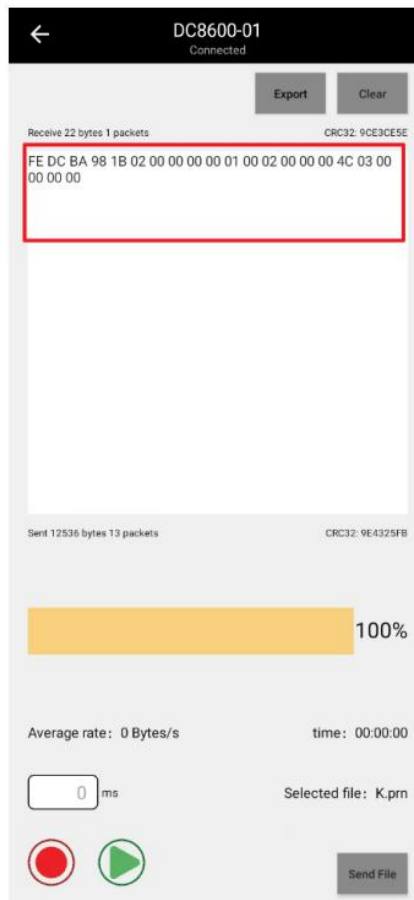 DC8600-01
Connected
Export Clear
Receive 22 bytes 1 packets CRC32: 9CE3CE5E
FE DC BA 98 1B 02 00 00 00 00 01 00 02 00 00 00 4C 03 00
00 00 00
Sent 12536 bytes 13 packets CRC32: 9E4325FB
100%
Average rate: 0 Bytes/s time: 00:00:00
0 ms Selected file: K.prn
Send File